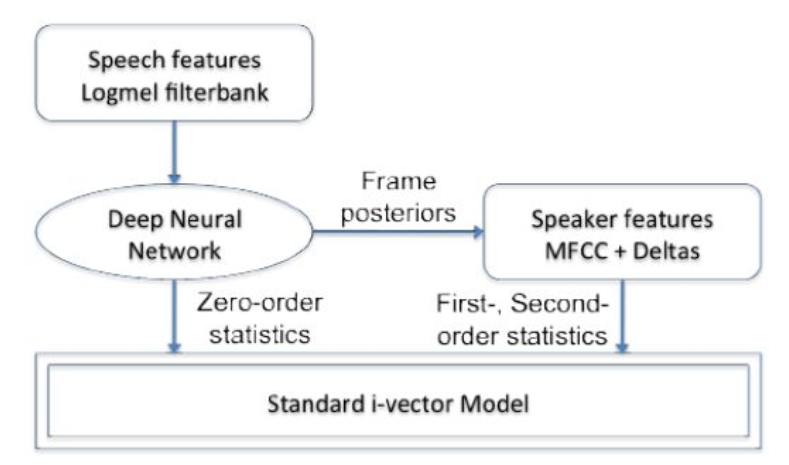 Speech features
Logmel filterbank
Frame
posteriors
Deep Neural
Network
Speaker features
MFCC + Deltas
Zero-order
statistics
First-, Second-
order statistics
Standard i-vector Model